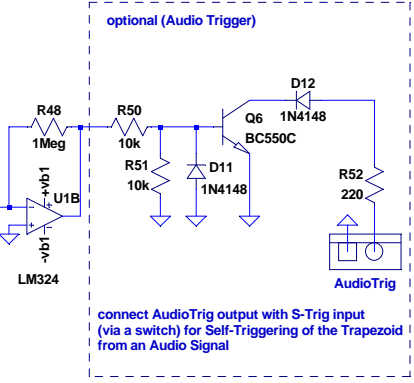 optional (Audio Trigger)
D12
R48
R50
Q6
1N4148
1Meg
10k
BC550C
+vb1
R51
D11
R52
10k
1N4148
220
U1B
-vb1
LM324
AudioTrig
connect AudioTrig output with S-Trig input
(via a switch) for Self-Triggering of the Trapezoid
from an Audio Signal